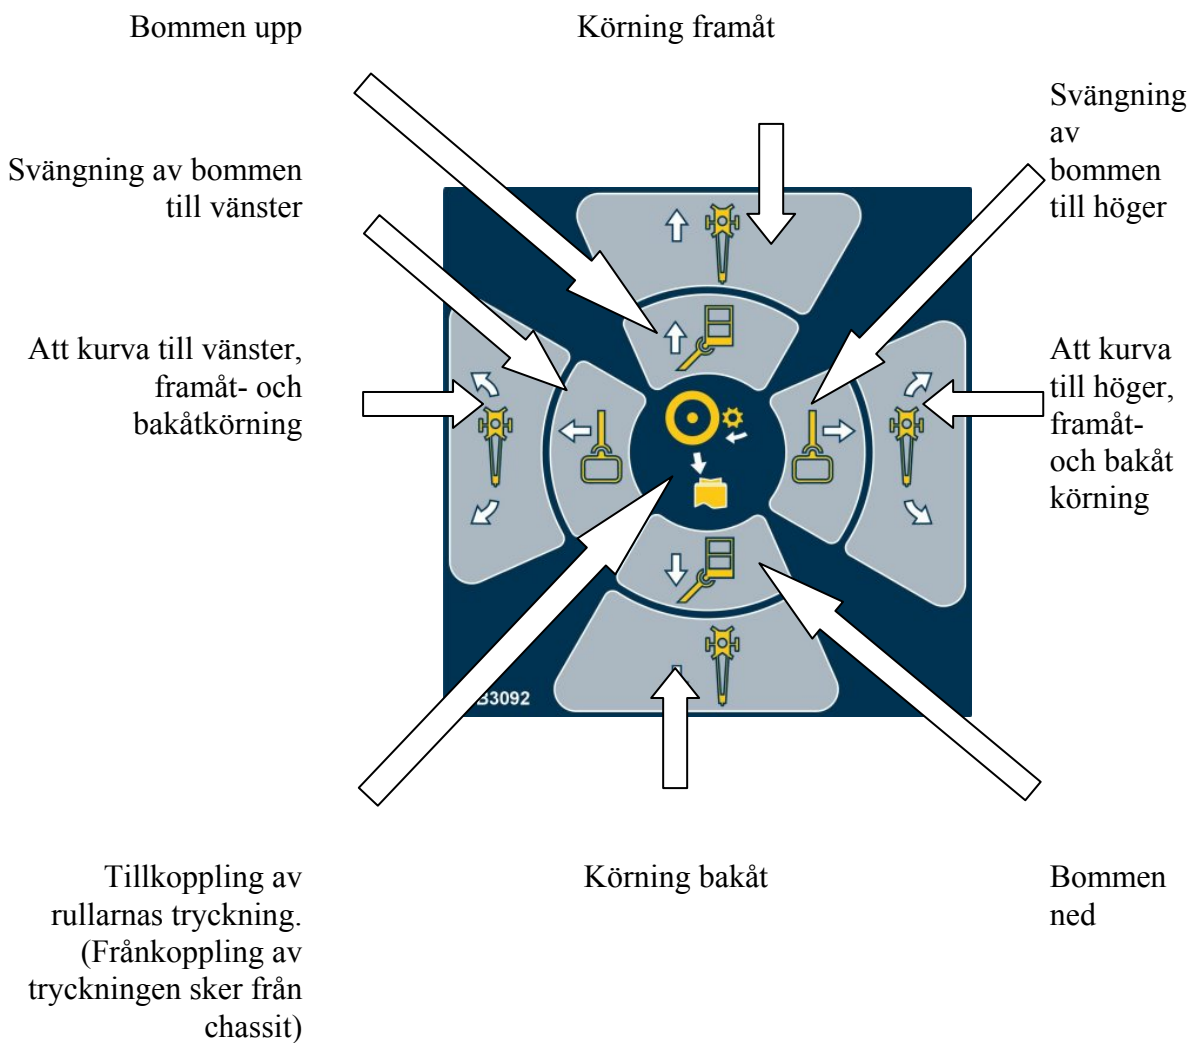 Bommen upp
Körning framåt
Svängning
av
bommen
till höger
Svängning av bommen
till vänster
Att kurva till vänster,
framåt- och
bakåtkörning
Att kurva
till höger,
framåt-
och bakåt
körning
B3092
Tillkoppling av
rullarnas tryckning.
(Frånkoppling av
tryckningen sker från
chassit)
Körning bakåt
Bommen
ned